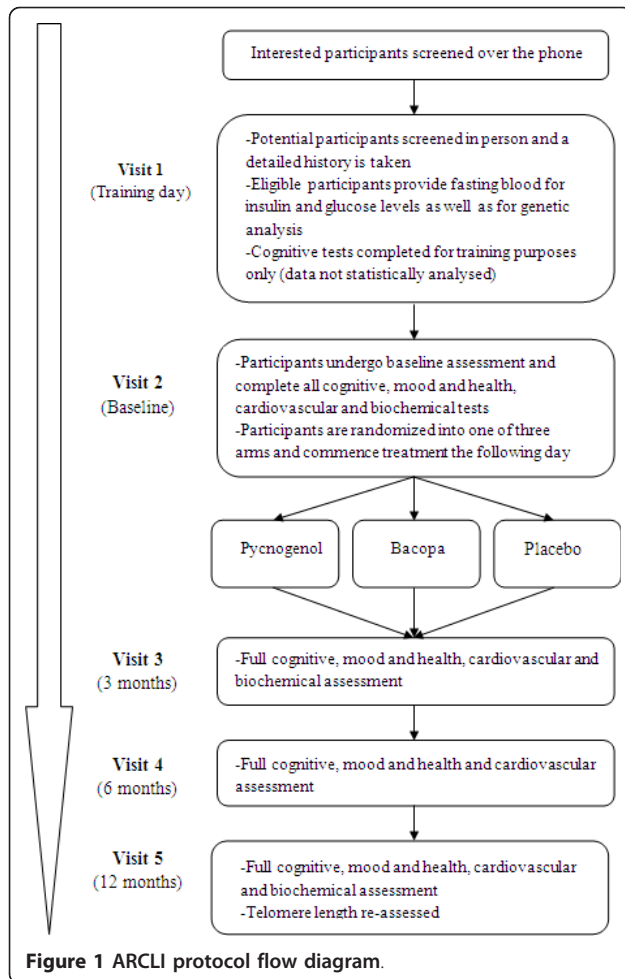 Interested participants screened over the phone
Visit 1
(Training day)
-Potential participants screened in person and a
detailed history is taken
-Eligible participants provide fasting blood for
insulin and glucose levels as well as for genetic
analysis
-Cognitive tests completed for training purposes
only (data not statistically analysed)
Visit 2
(Baseline)
-Participants undergo baseline assessment and
complete all cognitive, mood and health,
cardiovascular and biochemical tests
-Participants are randomized into one of three
arms and commence treatment the following day
Pycnogenol
Bacopa
Placebo
Visit 3
(3 months)
-Full cognitive, mood and health, cardiovascular and
biochemical assessment
Visit 4
(6 months)
-Full cognitive, mood and health and cardiovascular
assessment
Visit 5
(12 months)
-Full cognitive, mood and health, cardiovascular
and biochemical assessment
-Telomere length re-assessed
Figure 1 ARCLI protocol flow diagram.